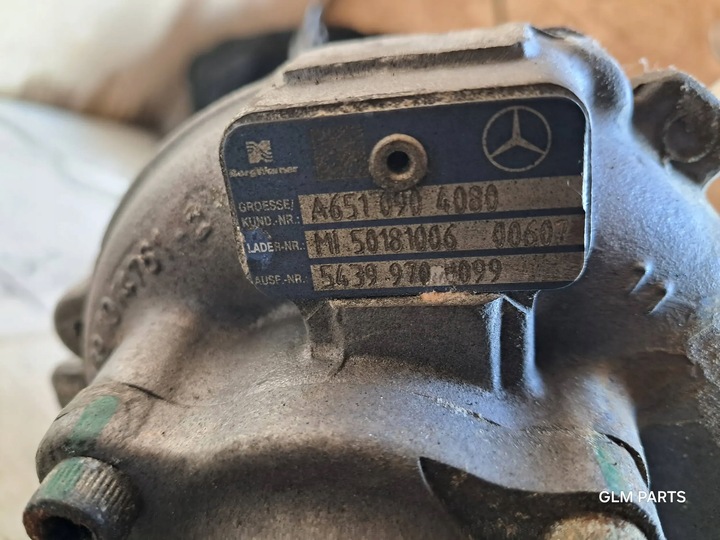 BorgWarner
GROESSE/
KUND.-NR.: A651 090 4080
LADER-NR.: MI 50181006 00607
AUSF.-NR.: 5439 970 0099
GLM PARTS